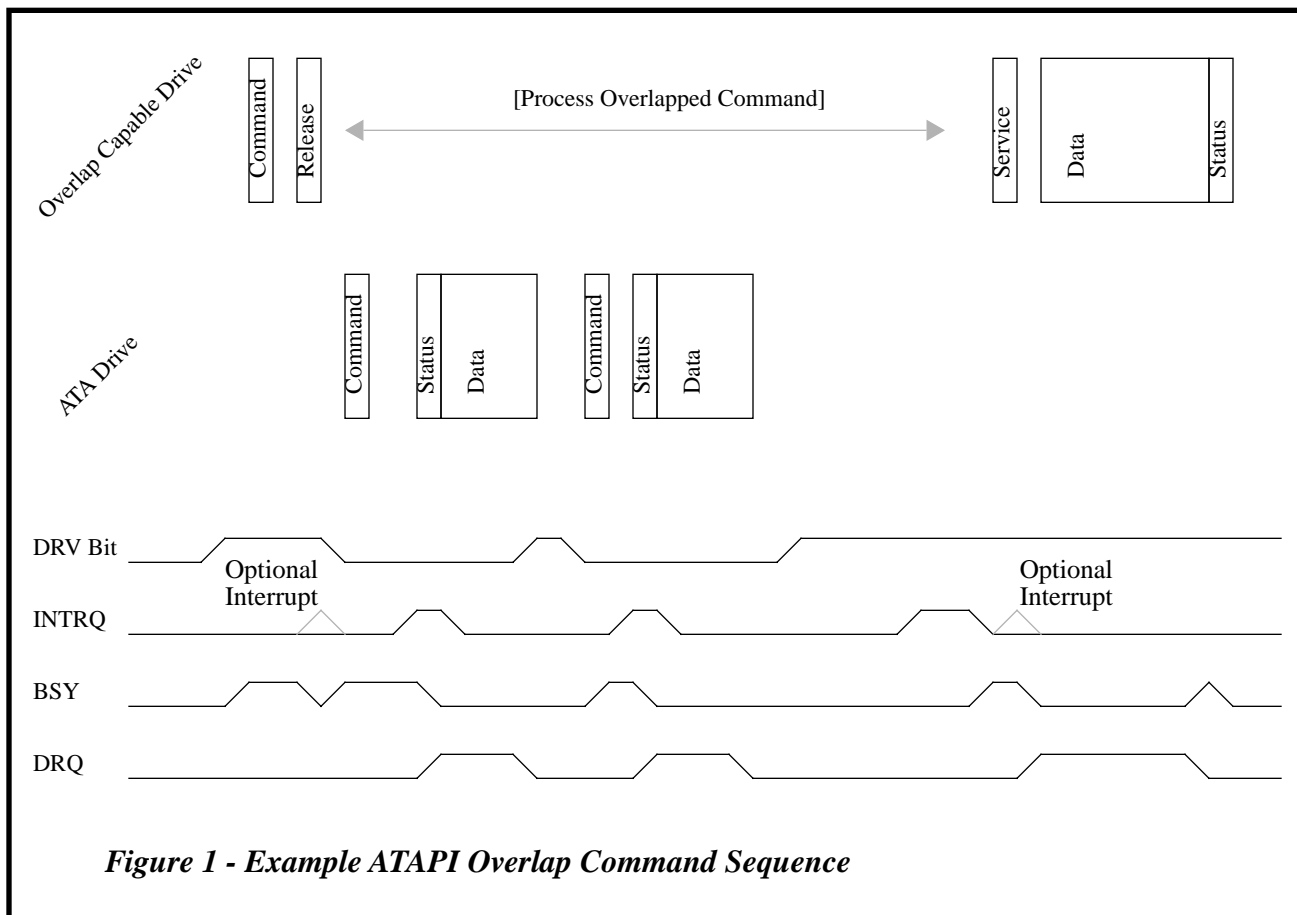 Overlap Capable Drive
Command
Release
[Process Overlapped Command]
Service
Data
Status
ATA Drive
Command
Status
Data
Command
Status
Data
DRV Bit
Optional
Interrupt
Optional
Interrupt
INTRQ
BSY
DRQ
Figure 1 - Example ATAPI Overlap Command Sequence